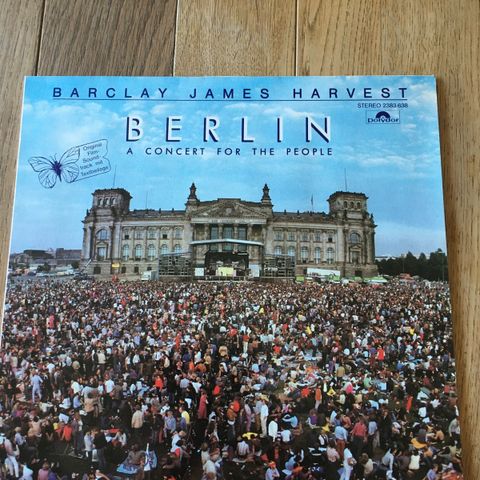 BARCLAY JAMES HARVEST
STEREO 2383 638
Polydor
BERLIN
A CONCERT FOR THE PEOPLE
Original
Film-
Sound-
track mit
Textbeilage